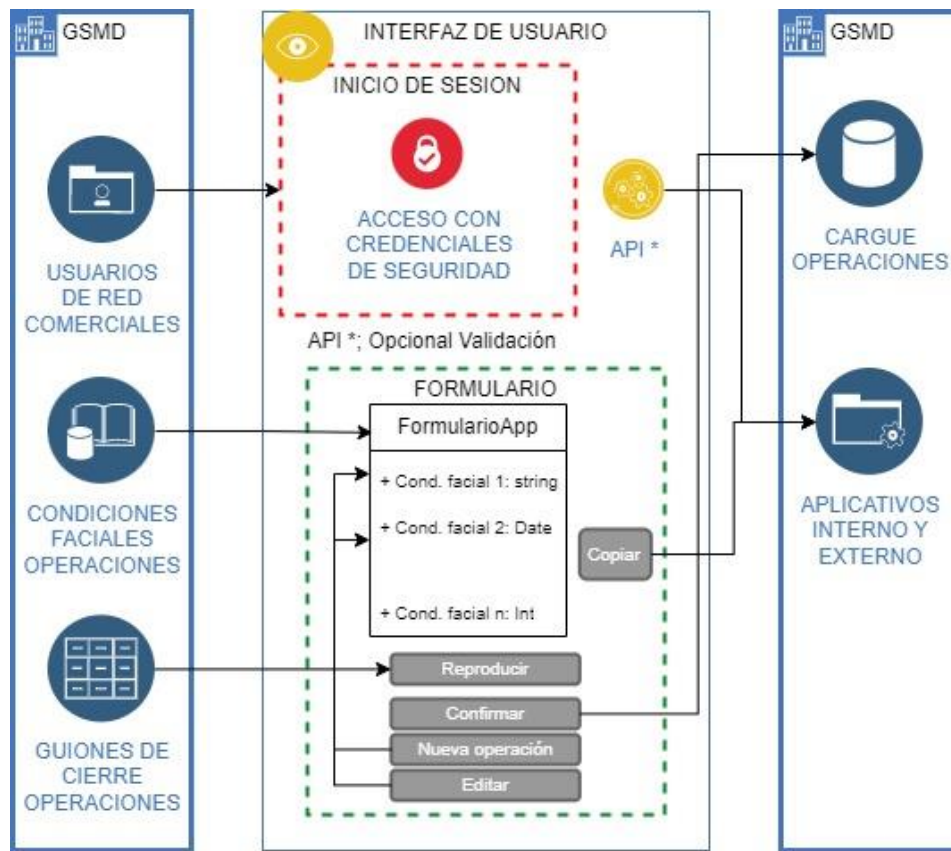 GSMD
USUARIOS
DE RED
COMERCIALES
CONDICIONES
FACIALES
OPERACIONES
GUIONES DE
CIERRE
OPERACIONES
INTERFAZ DE USUARIO
INICIO DE SESION
ACCESO CON
CREDENCIALES
DE SEGURIDAD
API *
API *; Opcional Validación
FORMULARIO
FormularioApp
+ Cond. facial 1: string
+ Cond. facial 2: Date
+ Cond. facial n: Int
Copiar
Reproducir
Confirmar
Nueva operación
Editar
GSMD
CARGUE
OPERACIONES
APLICATIVOS
INTERNO Y
EXTERNO